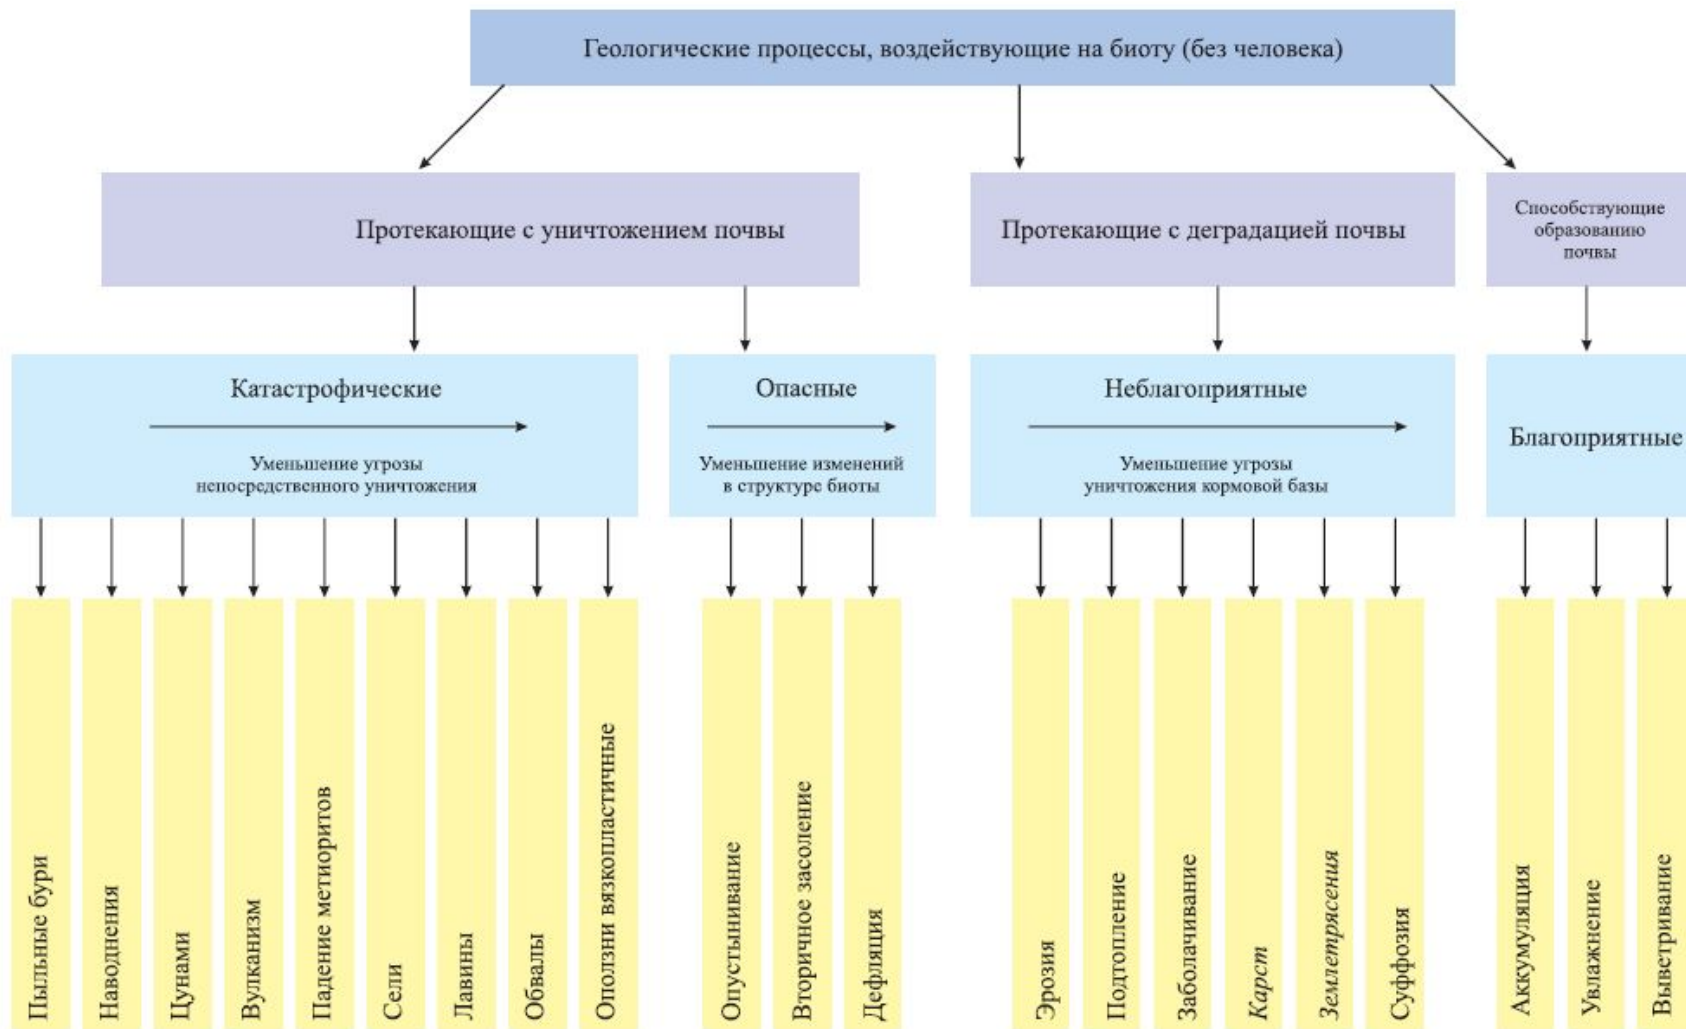 Геологические процессы, воздействующие на биоту (без человека)
Протекающие с уничтожением почвы
Протекающие с деградацией почвы
Способствующие
образованию
почвы
Катастрофические
Уменьшение угрозы
непосредственного уничтожения
Опасные
Уменьшение изменений
в структуре биоты
Неблагоприятные
Уменьшение угрозы
уничтожения кормовой базы
Благоприятные
Пыльные бури
Наводнения
Цунами
Вулканизм
Падение метиоритов
Сели
Лавины
Обвалы
Оползни вязкопластичные
Опустынивание
Вторичное засоление
Дефляция
Эрозия
Подтопление
Заболачивание
Карст
Землетрясения
Суффозия
Аккумуляция
Увлажнение
Выветривание